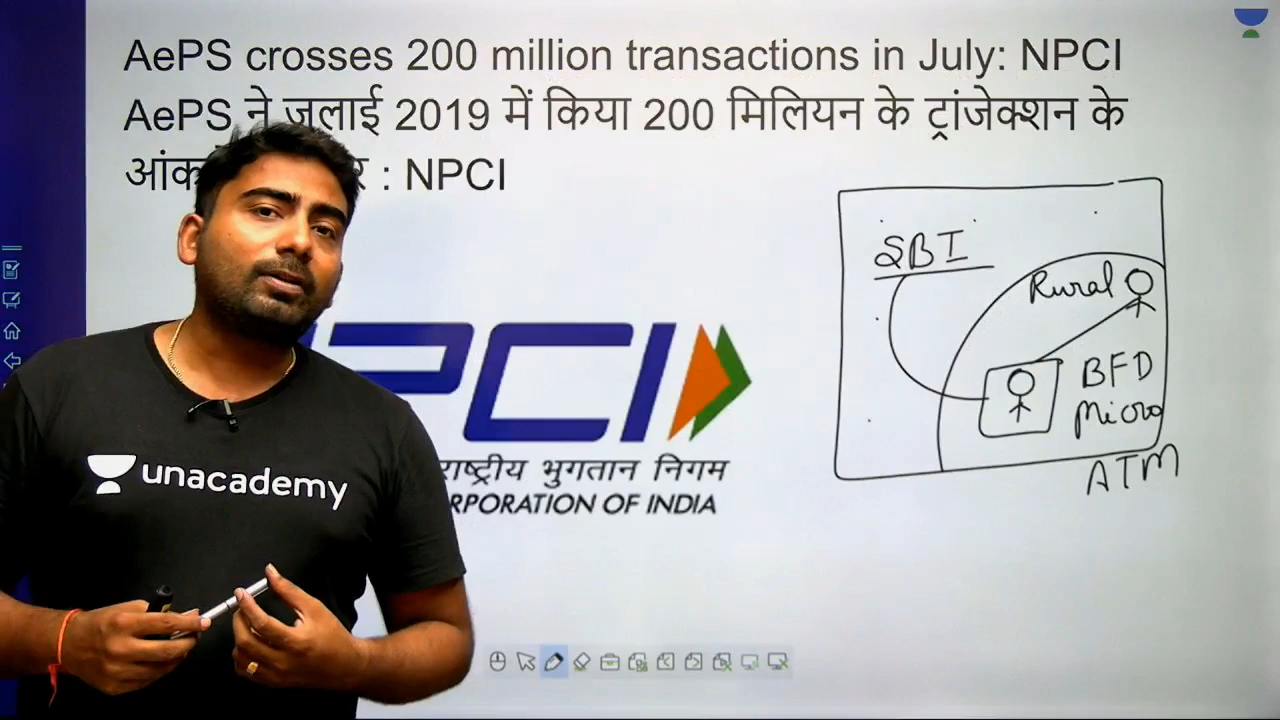 AePS crosses 200 million transactions in July: NPCI
AePS ने जुलाई 2019 में किया 200 मिलियन के ट्रांजेक्शन के
: NPCI
SBI
Rural
BFD
Micro
ATM
unacademy
भुगतान निगम
OF INDIA